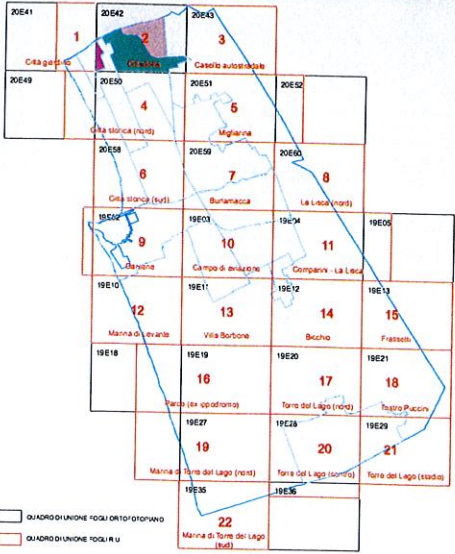 20E41
20E42
20E43
1
2
3
Città giardino
Cittadella
Casello autostradale
20E49
20E50
20E51
20E52
4
5
Città storica (nord)
Migliarina
20E58
20E59
20E60
6
7
8
Città storica (sud)
Burlamacca
La Lisca (nord)
19E02
19E03
19E04
19E05
9
10
11
Darsene
Campo di aviazione
Comparini - La Lisca
19E10
19E11
19E12
19E13
12
13
14
15
Marina di Levante
Villa Borbone
Bicchio
Frassetti
19E18
19E19
19E20
19E21
16
17
18
Parco (ex ippodromo)
Torre del Lago (nord)
Teatro Puccini
19E27
19E28
19E29
19
20
21
Marina di Torre del Lago (nord)
Torre del Lago (centro)
Torre del Lago (stadio)
19E35
19E36
22
Marina di Torre del Lago
(sud)
QUADRO DI UNIONE FOGLI ORTOFOTOPIANO
QUADRO DI UNIONE FOGLI R.U